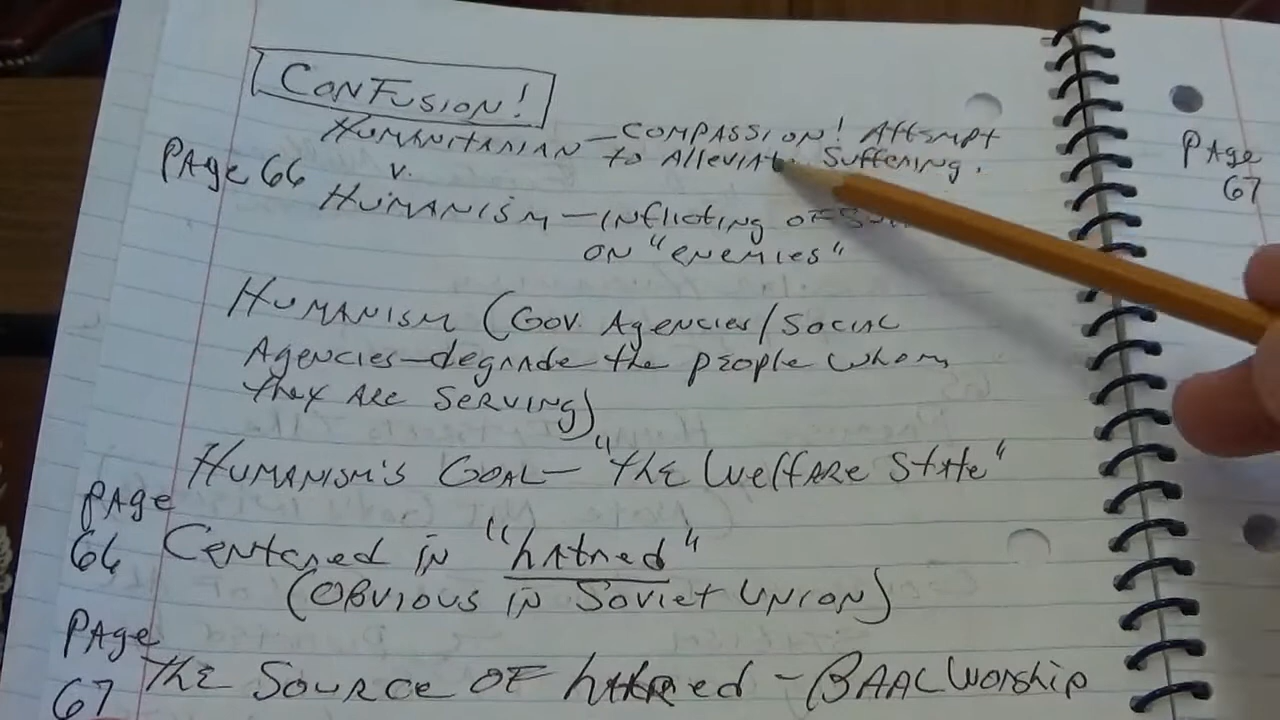 CONFUSION!
HUMANITARIAN — COMPASSION! Attempt
PAge 66 v. to Alleviate Suffering.
HUMANISM — inflicting OF
ON "enemies"
HUMANISM (Gov. Agencies/Social
Agencies—degrade the people whom
they are serving)
HUMANISM'S GOAL — "the Welfare State"
PAge
66 Centered in "hatred"
(OBVIOUS IN Soviet UNION)
PAge
67 the Source OF hatred - BAAL Worship
PAge
67